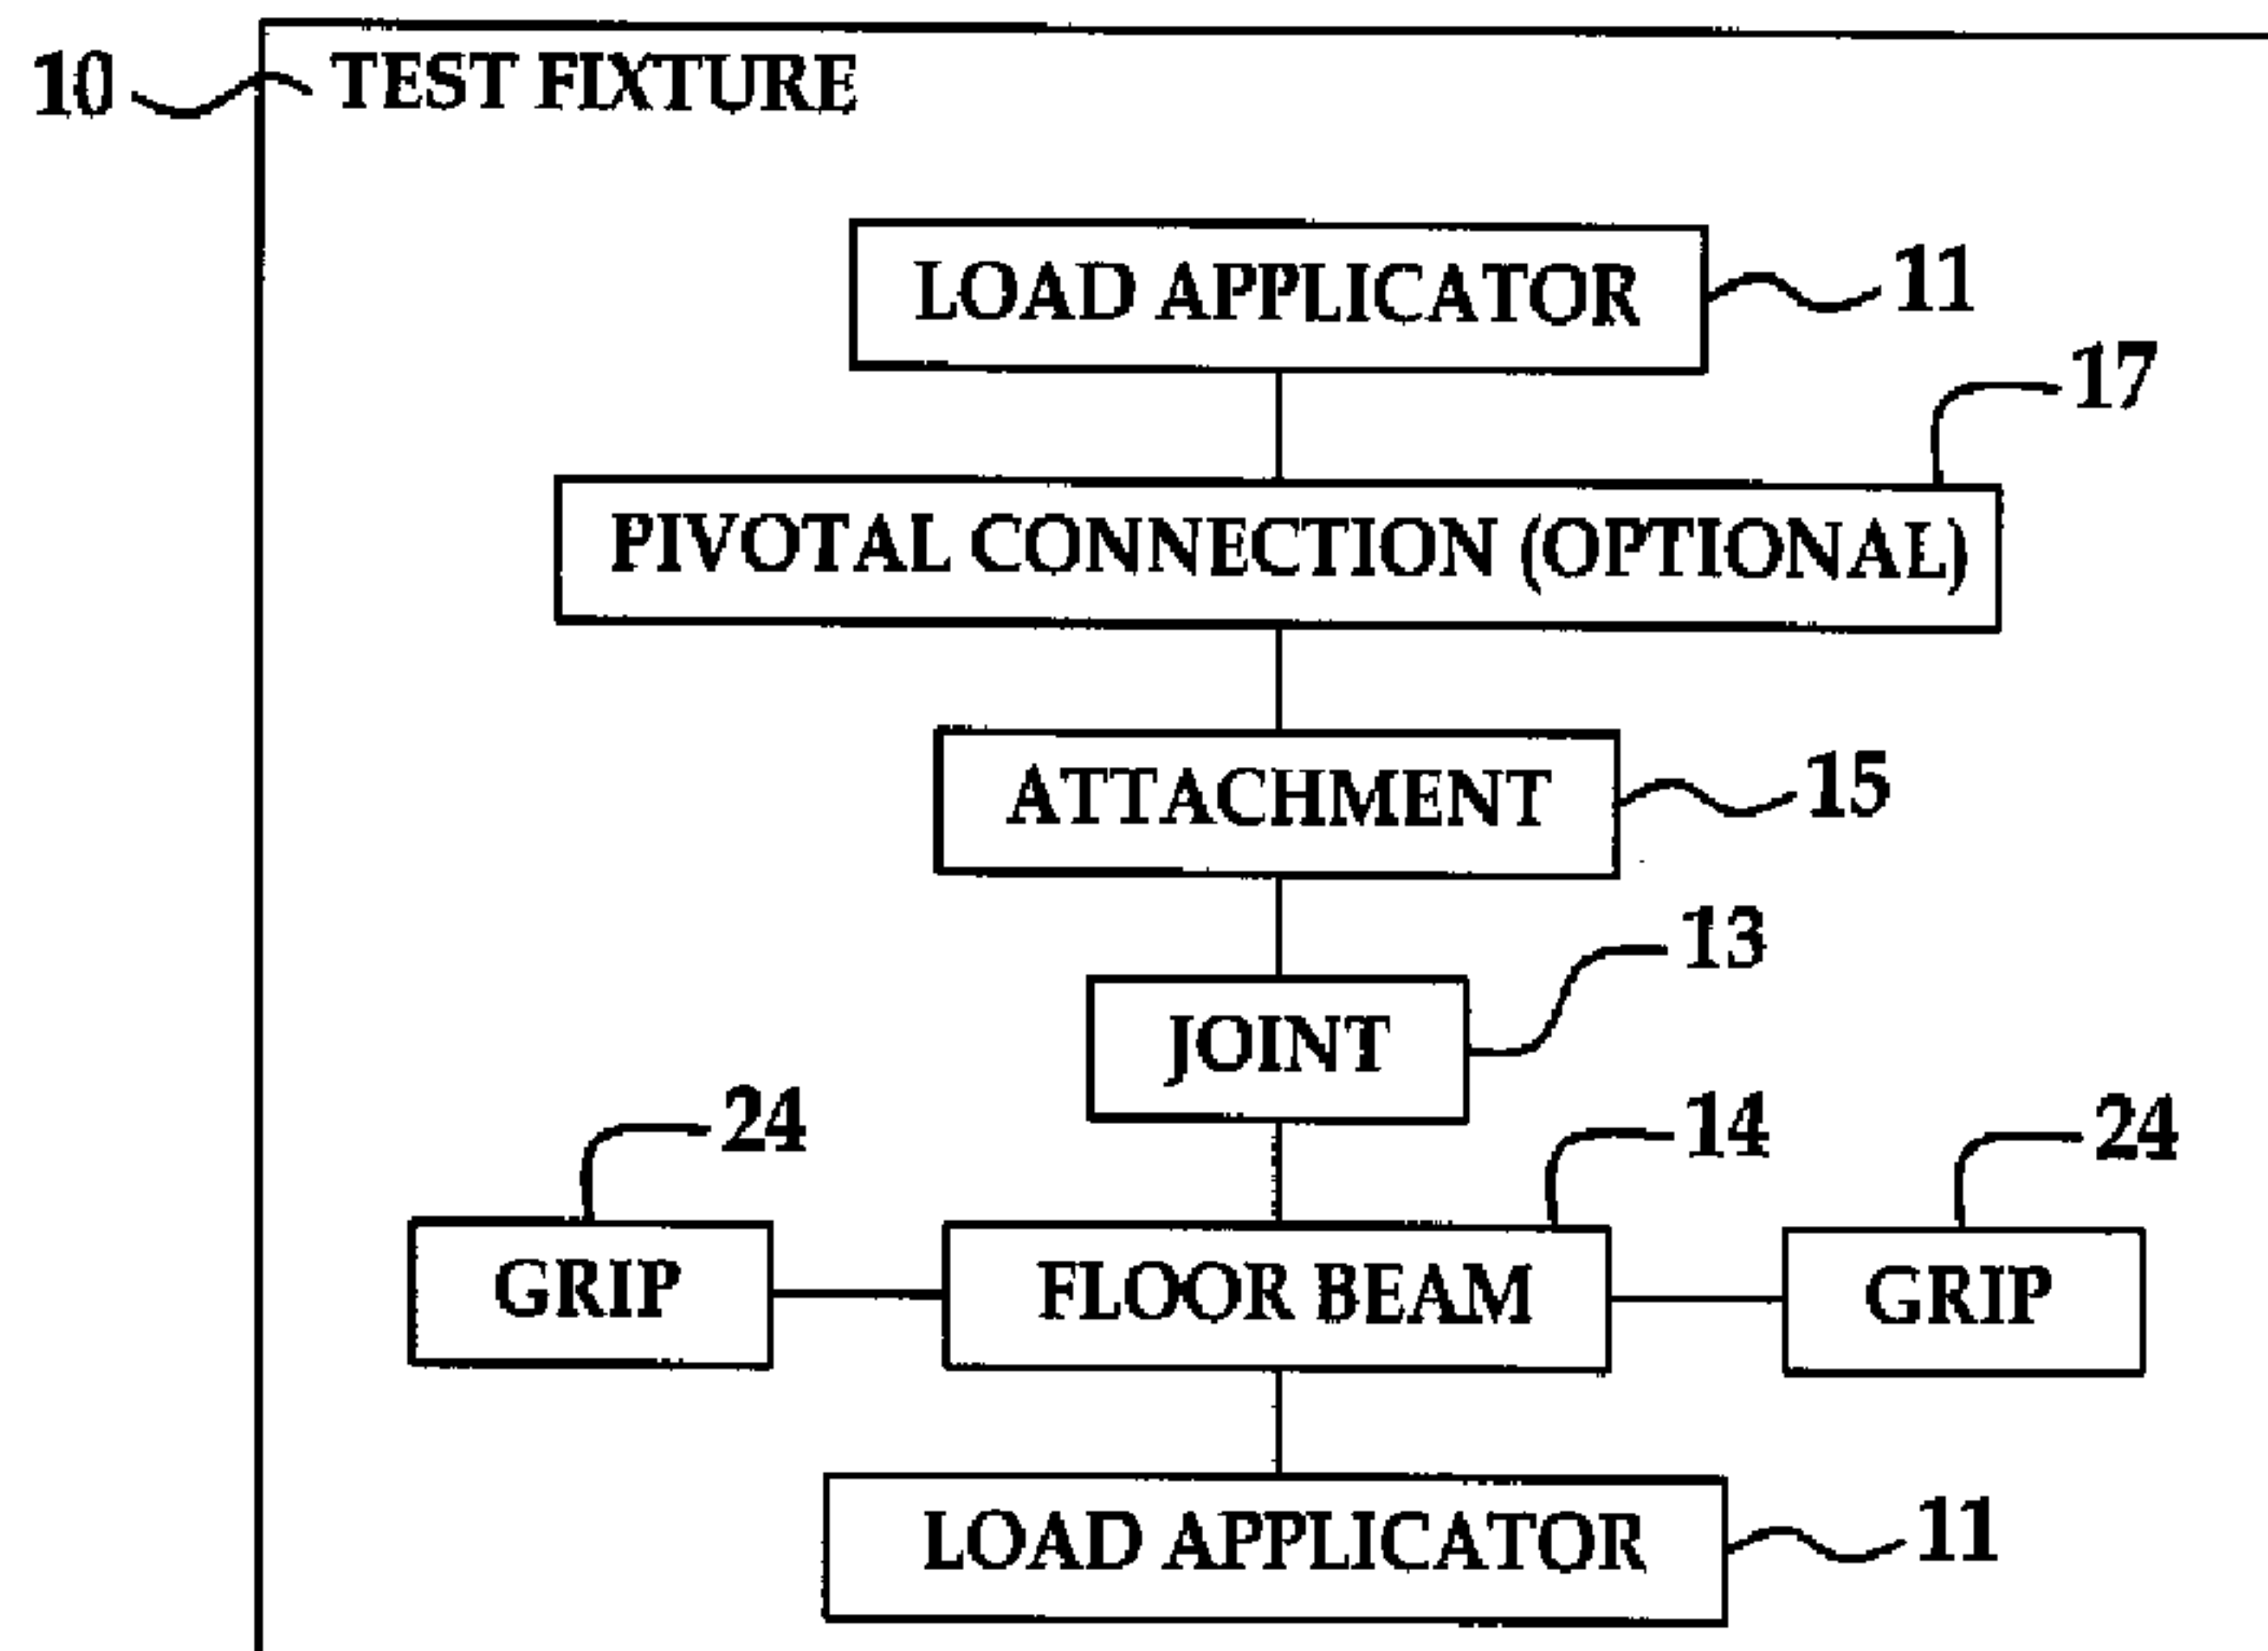 10 TEST FIXTURE
LOAD APPLICATOR 11
17
PIVOTAL CONNECTION (OPTIONAL)
ATTACHMENT 15
13
JOINT
24 14 24
GRIP FLOOR BEAM GRIP
LOAD APPLICATOR 11